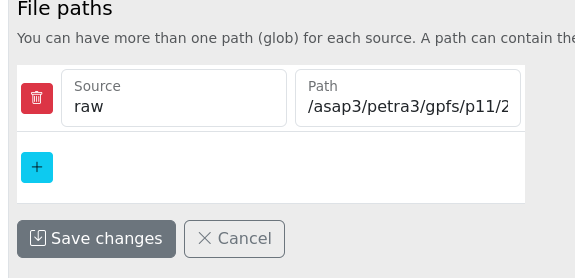 File paths
You can have more than one path (glob) for each source. A path can contain the
Source
raw
Path
/asap3/petra3/gpfs/p11/2
Save changes
Cancel